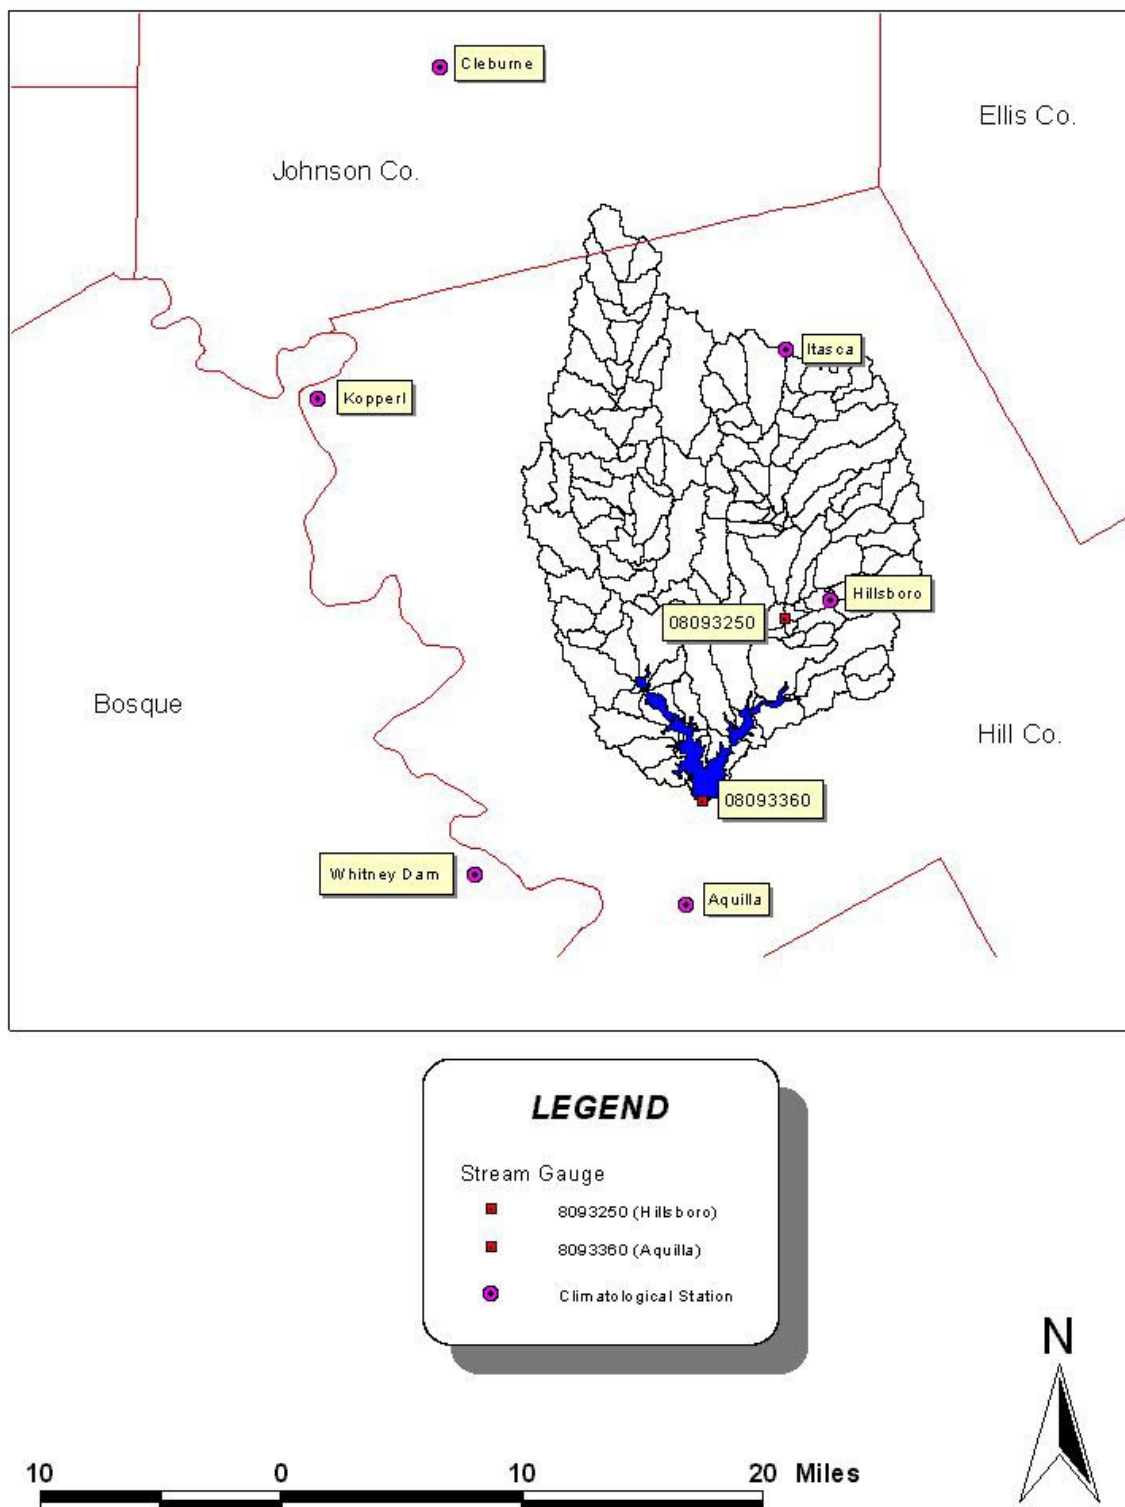 Cleburne
Ellis Co.
Johnson Co.
Itasca
Kopperl
Hillsboro
08093250
Bosque
Hill Co.
08093360
Whitney Dam
Aquilla
LEGEND
Stream Gauge
8093250 (Hillsboro)
8093360 (Aquilla)
Climatological Station
N
10 0 10 20 Miles